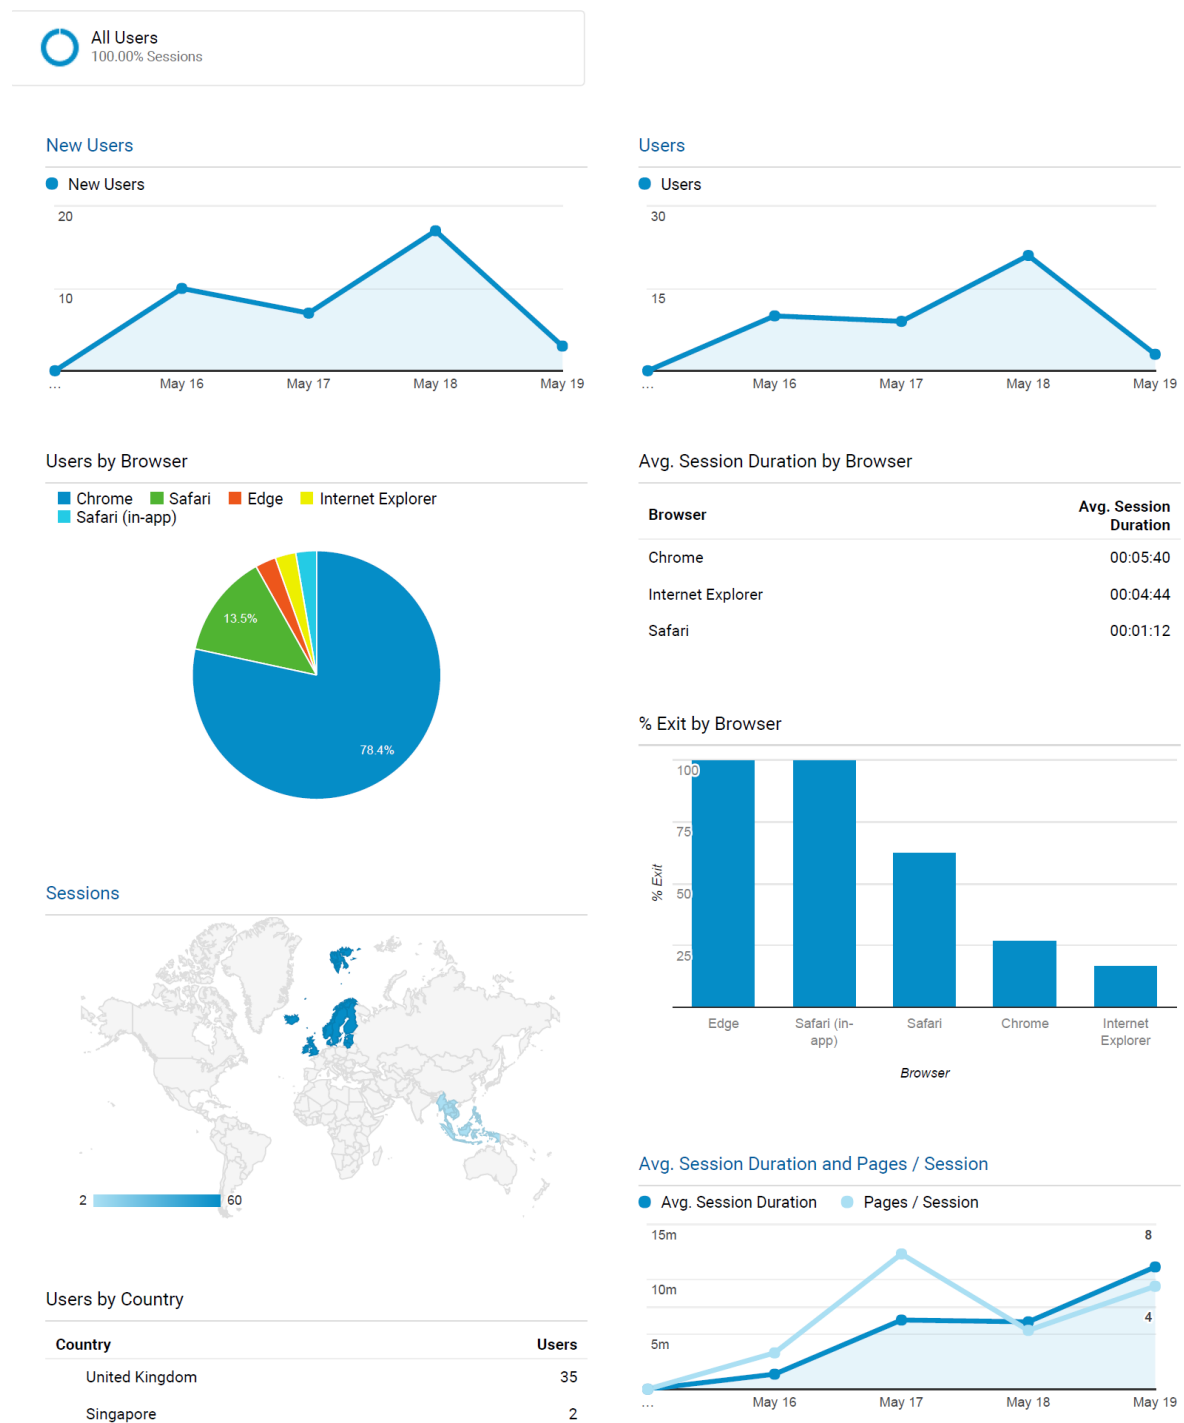 All Users
100.00% Sessions
New Users
New Users
20
10
...
May 16
May 17
May 18
May 19
Users
Users
30
15
...
May 16
May 17
May 18
May 19
Users by Browser
Chrome
Safari
Edge
Internet Explorer
Safari (in-app)
13.5%
78.4%
Avg. Session Duration by Browser
Browser
Avg. Session
Duration
Chrome
00:05:40
Internet Explorer
00:04:44
Safari
00:01:12
% Exit by Browser
100
75
50
25
% Exit
Edge
Safari (in-
app)
Safari
Chrome
Internet
Explorer
Browser
Sessions
2
60
Avg. Session Duration and Pages / Session
Avg. Session Duration
Pages / Session
15m
10m
5m
8
4
...
May 16
May 17
May 18
May 19
Users by Country
Country
Users
United Kingdom
35
Singapore
2